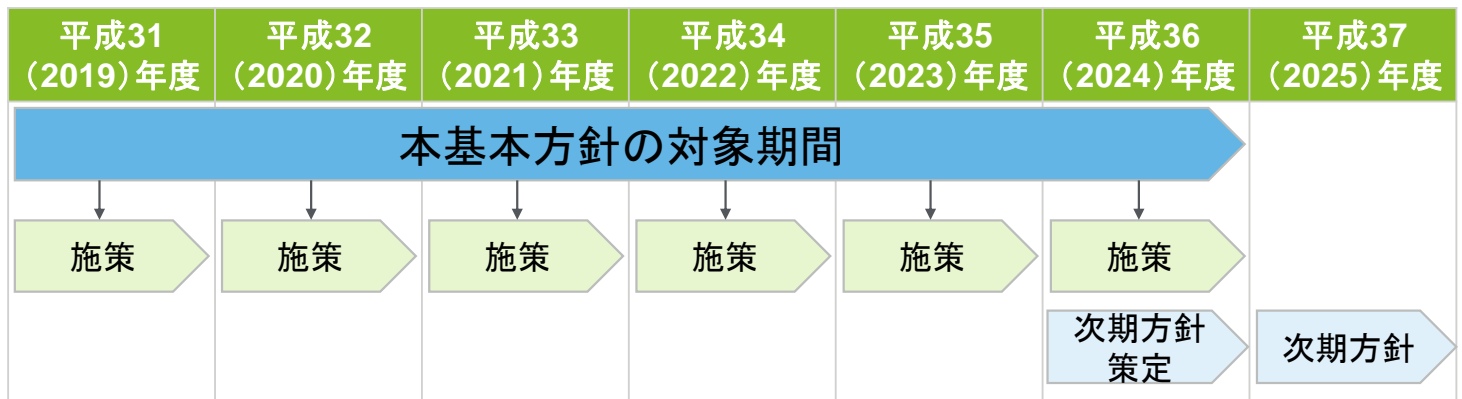 平成31
（2019）年度
平成32
（2020）年度
平成33
（2021）年度
平成34
（2022）年度
平成35
（2023）年度
平成36
（2024）年度
平成37
（2025）年度
本基本方針の対象期間
施策
施策
施策
施策
施策
施策
次期方針
策定
次期方針